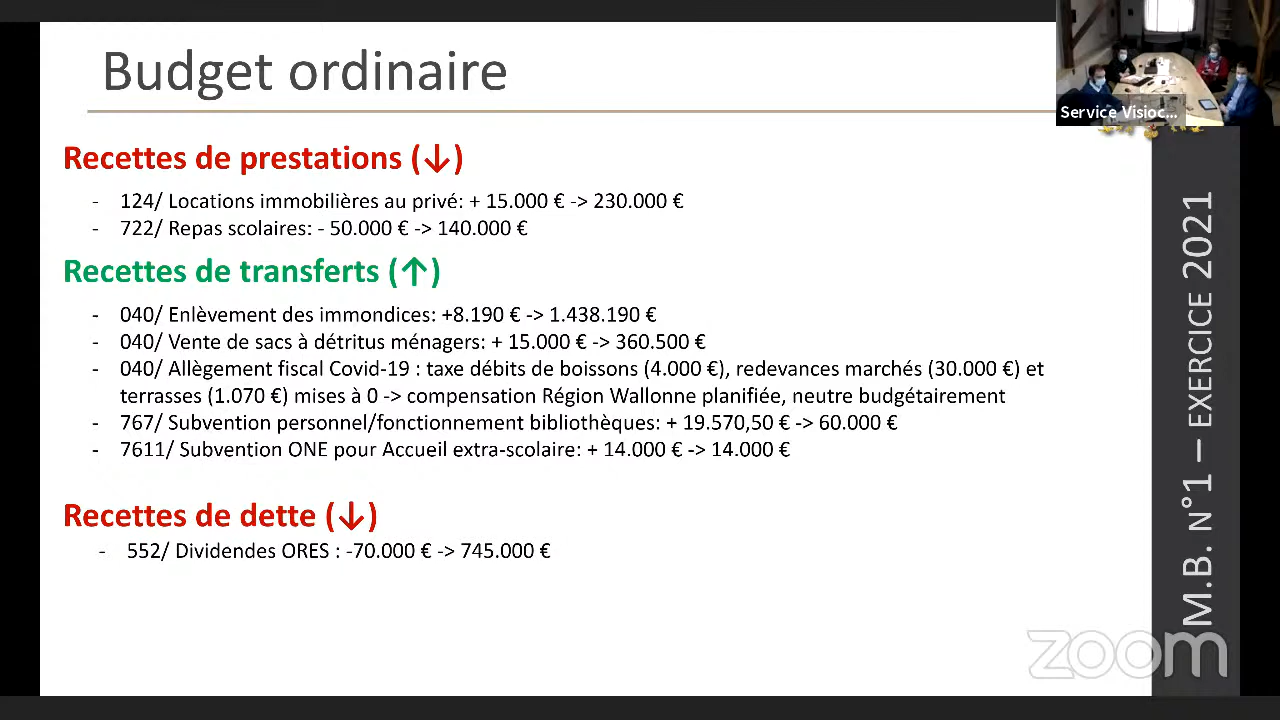 Budget ordinaire
Service Visioc...
Recettes de prestations (↓)
- 124/ Locations immobilières au privé: + 15.000 € -> 230.000 €
- 722/ Repas scolaires: - 50.000 € -> 140.000 €
Recettes de transferts (↑)
- 040/ Enlèvement des immondices: +8.190 € -> 1.438.190 €
- 040/ Vente de sacs à détritus ménagers: + 15.000 € -> 360.500 €
- 040/ Allègement fiscal Covid-19 : taxe débits de boissons (4.000 €), redevances marchés (30.000 €) et
terrasses (1.070 €) mises à 0 -> compensation Région Wallonne planifiée, neutre budgétairement
- 767/ Subvention personnel/fonctionnement bibliothèques: + 19.570,50 € -> 60.000 €
- 7611/ Subvention ONE pour Accueil extra-scolaire: + 14.000 € -> 14.000 €
Recettes de dette (↓)
- 552/ Dividendes ORES : -70.000 € -> 745.000 €
M.B. N°1 – EXERCICE 2021
zoom